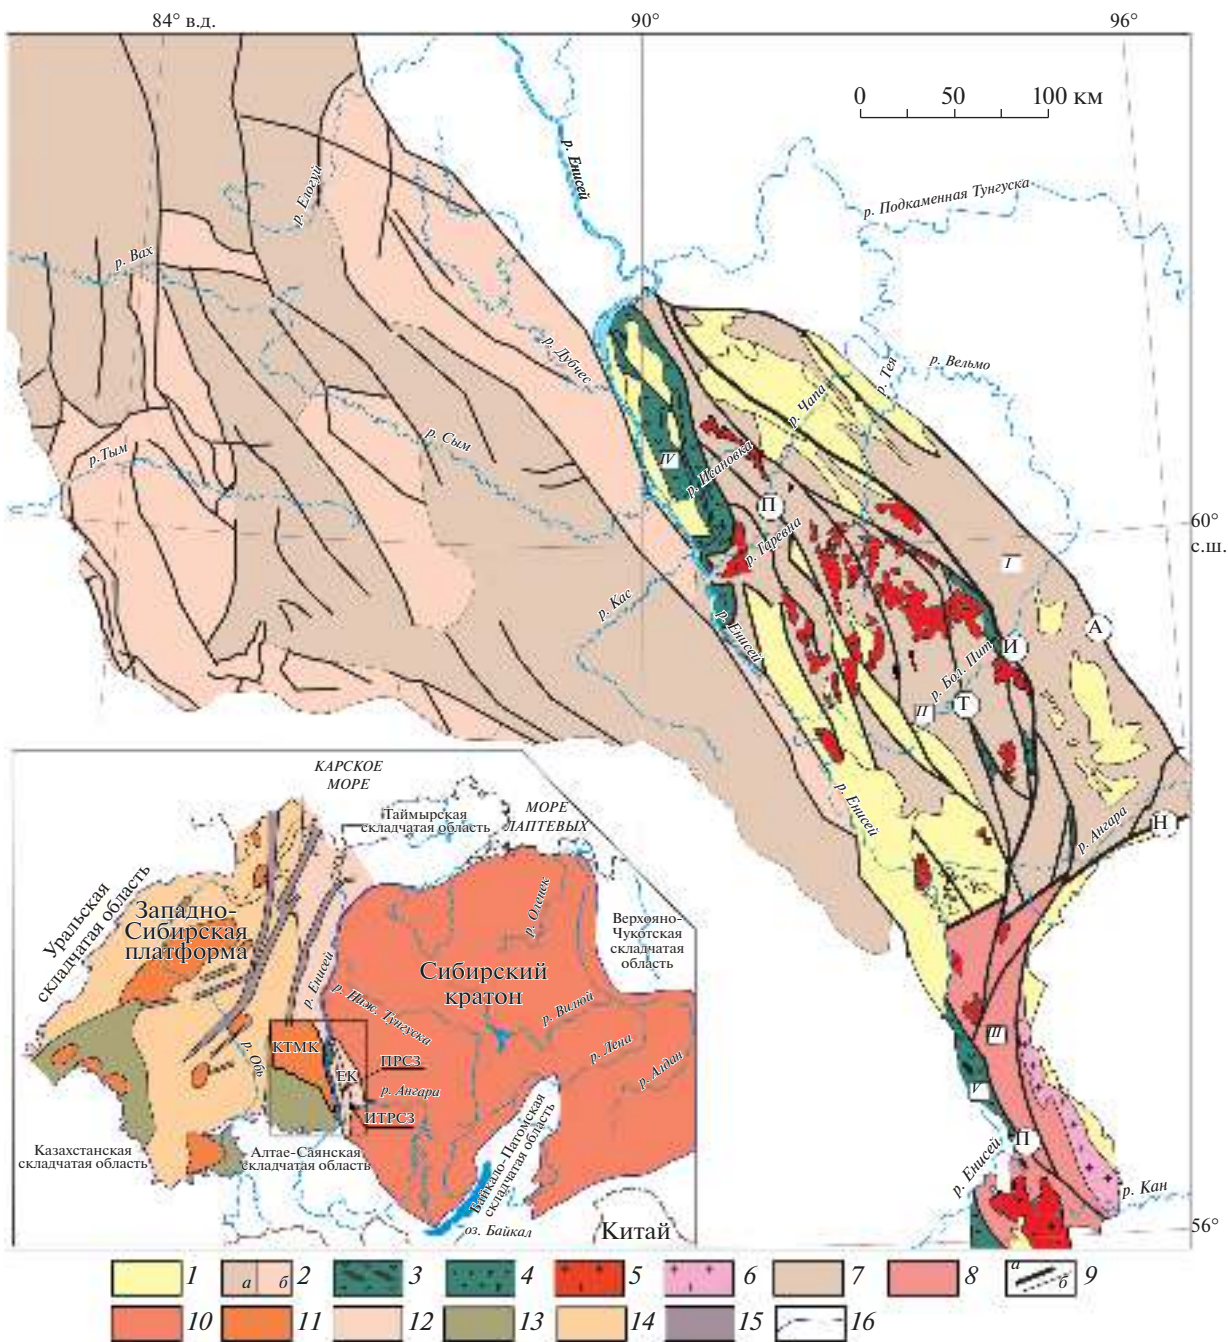 84° в.д.
90°
96°
0 50 100 км
р. Енисей
р. Подкаменная Тунгуска
р. Елогуй
р. Вах
р. Дубчес
р. Вельмо
р. Тея
р. Чапа
р. Сым
р.Тым
IV
р. Исаковка
П
р. Гаревка
60°
с.ш.
I
р. Кас
А
р. Енисей
И
р. Бол. Пит
II
Т
р. Енисей
р. Ангара
Н
III
V
П
р. Енисей
р. Кан
56°
КАРСКОЕ
МОРЕ
МОРЕ
ЛАПТЕВЫХ
Таймырская
складчатая область
Уральская
складчатая область
Западно-
Сибирская
платформа
р. Оленек
Верхояно-
Чукотская
складчатая
область
Сибирский
кратон
р. Енисей
р. Ниж. Тунгуска
р. Вилюй
р. Лена
р. Алдан
р. Обь
КТМК
ЕК
ПРСЗ
р. Ангара
ИТРСЗ
Казахстанская
складчатая область
Алтае-Саянская
складчатая область
Байкало-Патомская
складчатая область
оз. Байкал
Китай
1 а б 2 3 4 5 6 7 8 а б 9
10 11 12 13 14 15 16